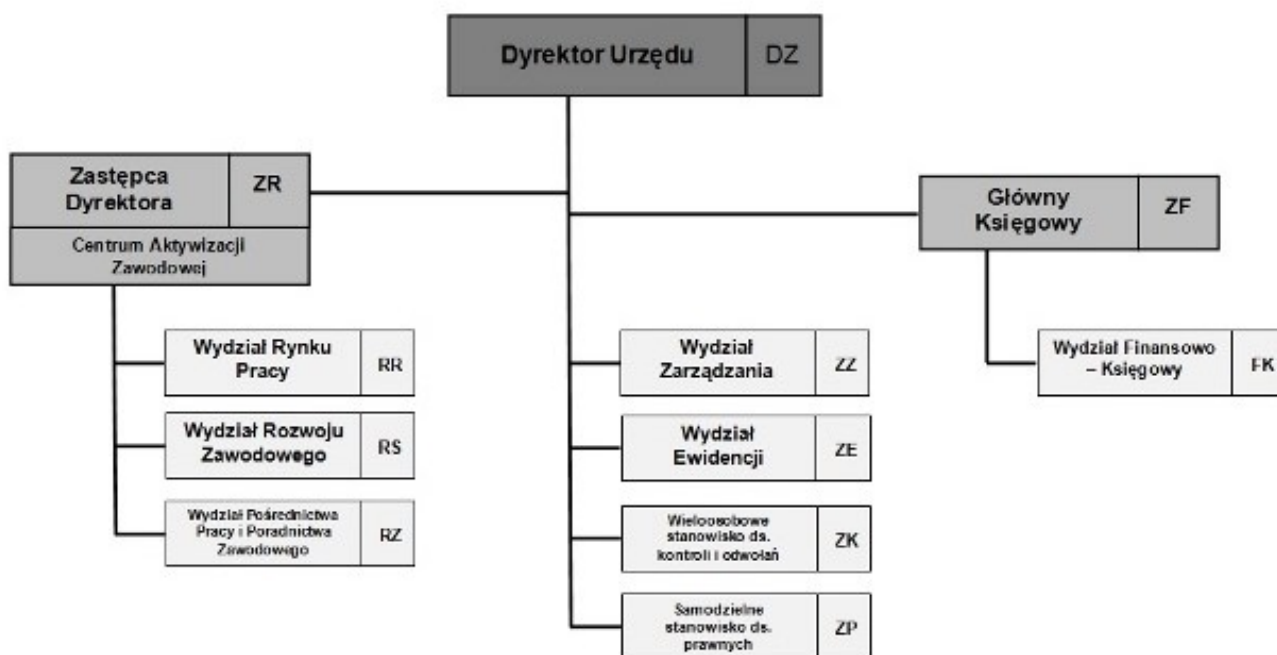 Dyrektor Urzędu
DZ
Zastępca
Dyrektora
ZR
Centrum Aktywizacji
Zawodowej
Główny
Księgowy
ZF
Wydział Rynku
Pracy
RR
Wydział Rozwoju
Zawodowego
RS
Wydział Pośrednictwa
Pracy i Poradnictwa
Zawodowego
RZ
Wydział
Zarządzania
ZZ
Wydział
Ewidencji
ZE
Wieloosobowe
stanowisko ds.
kontroli i odwołań
ZK
Samodzielne
stanowisko ds.
prawnych
ZP
Wydział Finansowo
– Księgowy
FK